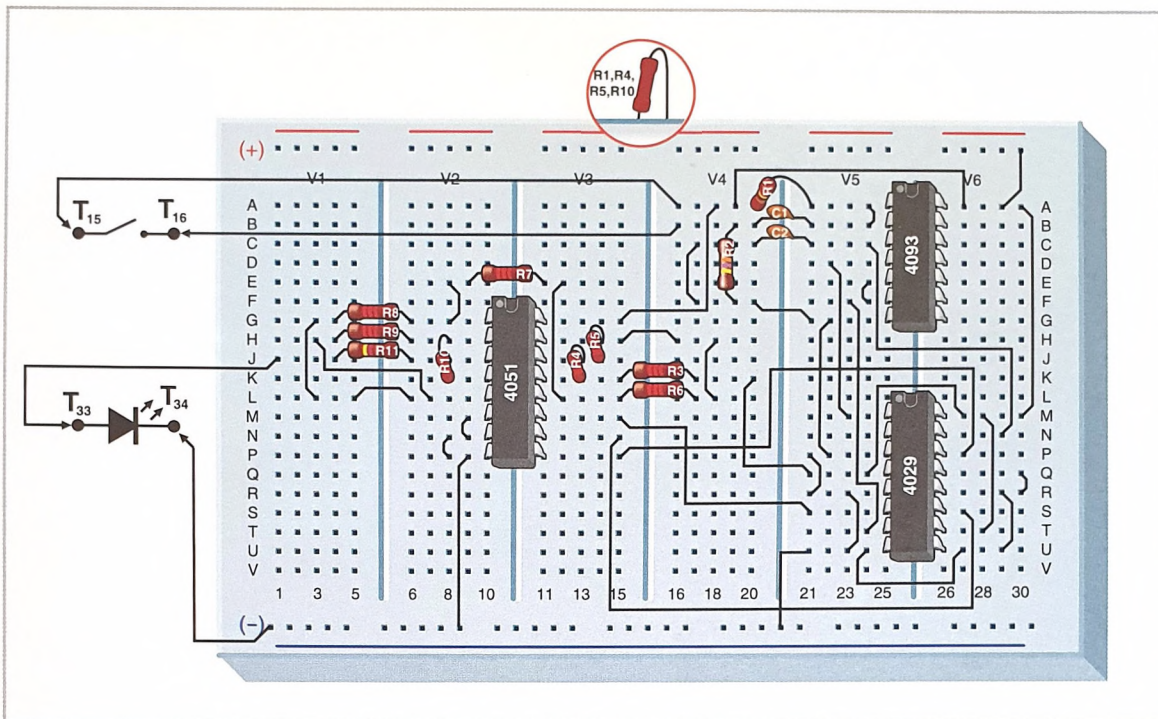 R1,R4,
R5,R10
(+)
V1 V2 V3 V4 V5 V6
R1
A A
T15 T16
B C1 B
C C2 C
R2
D D
4093
E R7 E
F F
G R8 G
H R9 R5 H
J R11 R10 R4 J
4051
K R3 K
L R6 L
T33 T34
M M
N N
P P
4029
Q Q
R R
S S
T T
U U
V V
1 3 5 6 8 10 11 13 15 16 18 20 21 23 25 26 28 30
(-)